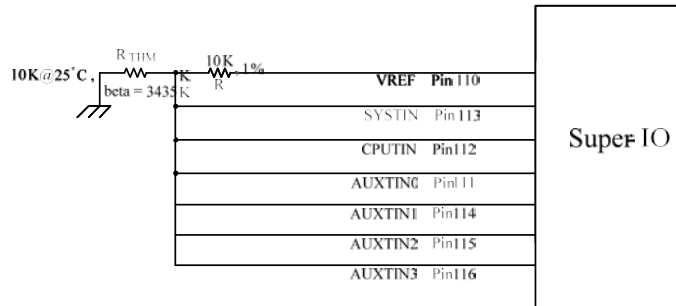 R THM
10K
10K@25°C ,
K
, 1%
R
beta = 3435 K
VREF Pin 110
SYSTIN Pin 113
CPUTIN Pin112
AUXTIN0 Pin111
AUXTIN1 Pin114
AUXTIN2 Pin115
AUXTIN3 Pin116
Super IO